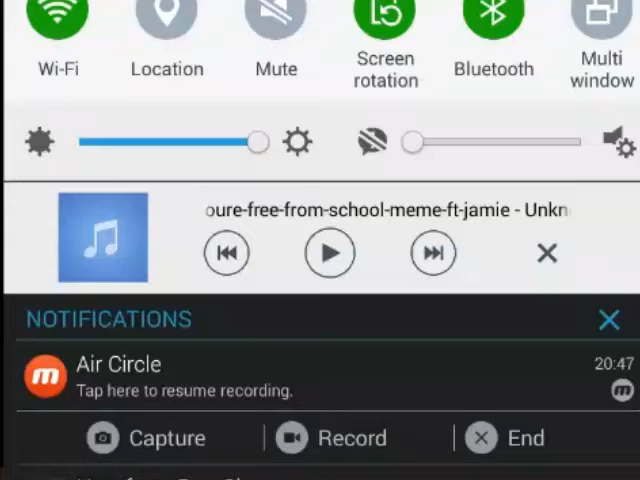 Wi-Fi
Location
Mute
Screen
rotation
Bluetooth
Multi
window
oure-free-from-school-meme-ft-jamie - Unkn
NOTIFICATIONS
Air Circle
20:47
Tap here to resume recording.
Capture
Record
End